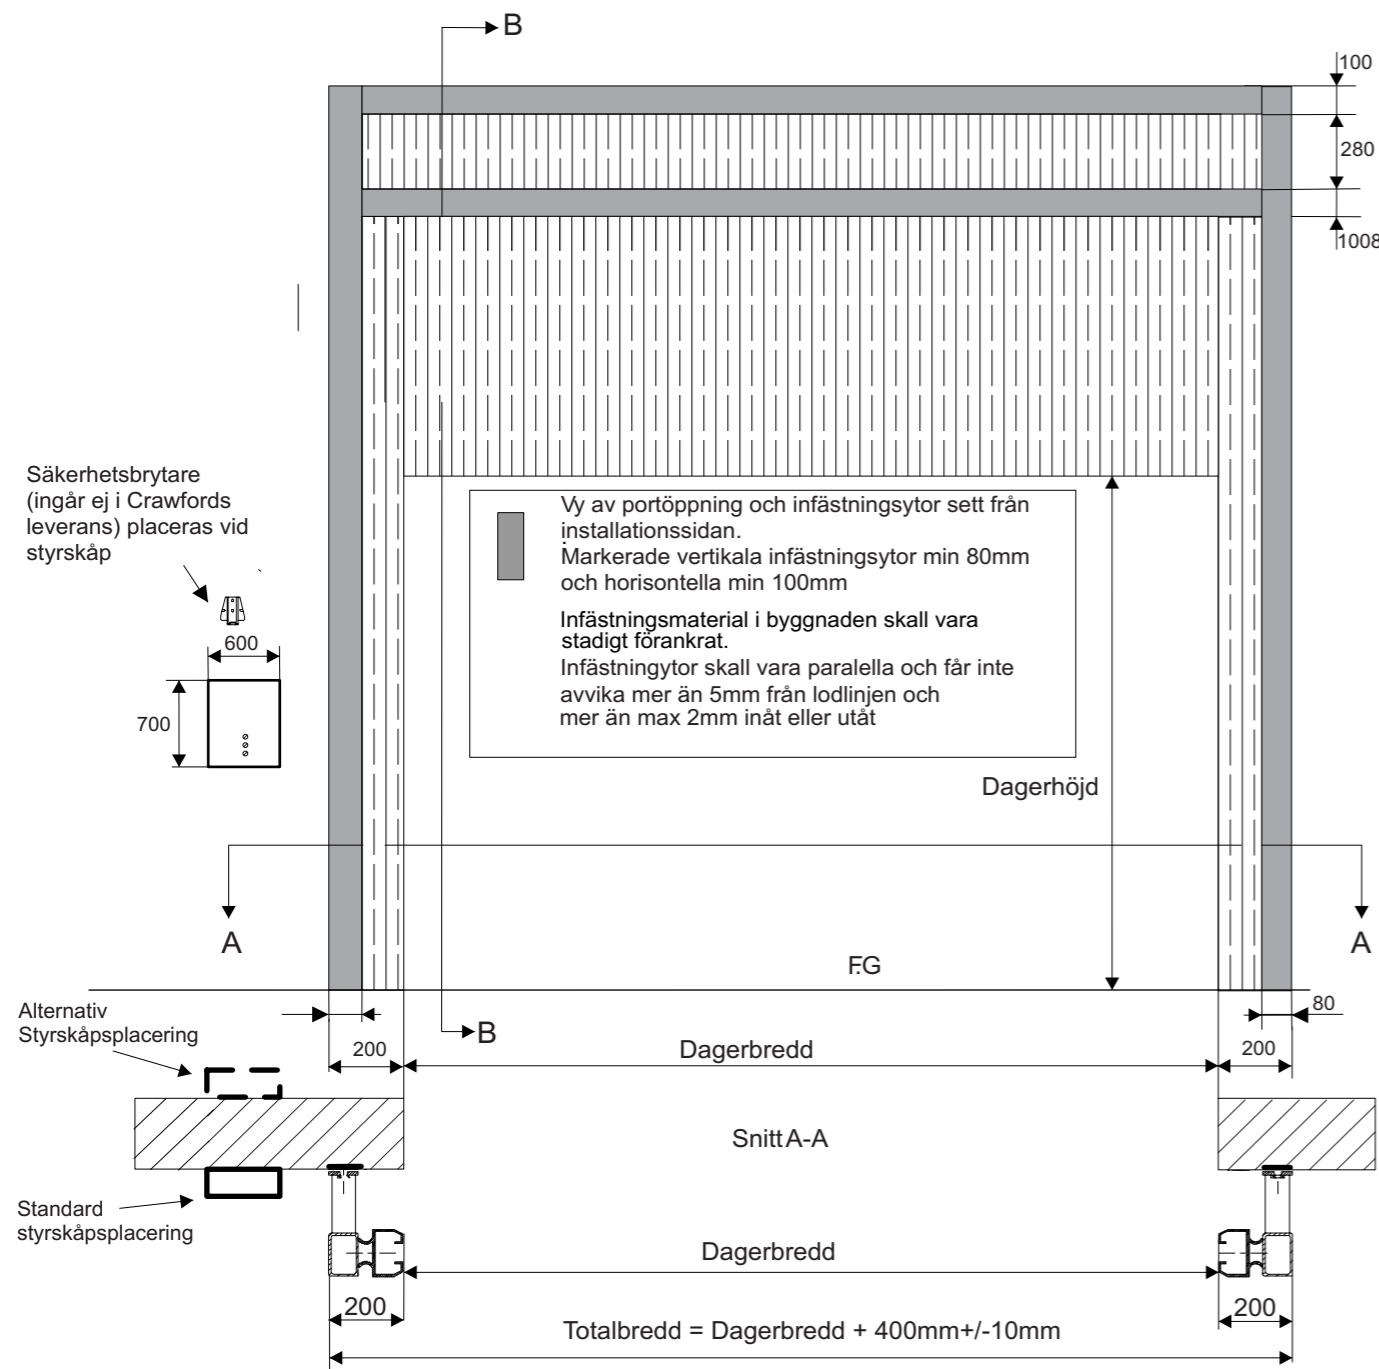 B
100
280
1008
Säkerhetsbrytare
(ingår ej i Crawfords
leverans) placeras vid
styrskåp
600
700
Vy av portöppning och infästningsytor sett från
installationssidan.
Markerade vertikala infästningsytor min 80mm
och horisontella min 100mm
Infästningsmaterial i byggnaden skall vara
stadigt förankrat.
Infästningytor skall vara paralella och får inte
avvika mer än 5mm från lodlinjen och
mer än max 2mm inåt eller utåt
Dagerhöjd
A
A
F.G
Alternativ
Styrskåpsplacering
B
80
200
Dagerbredd
200
Snitt A-A
Standard
styrskåpsplacering
Dagerbredd
200
200
Totalbredd = Dagerbredd + 400mm+/-10mm